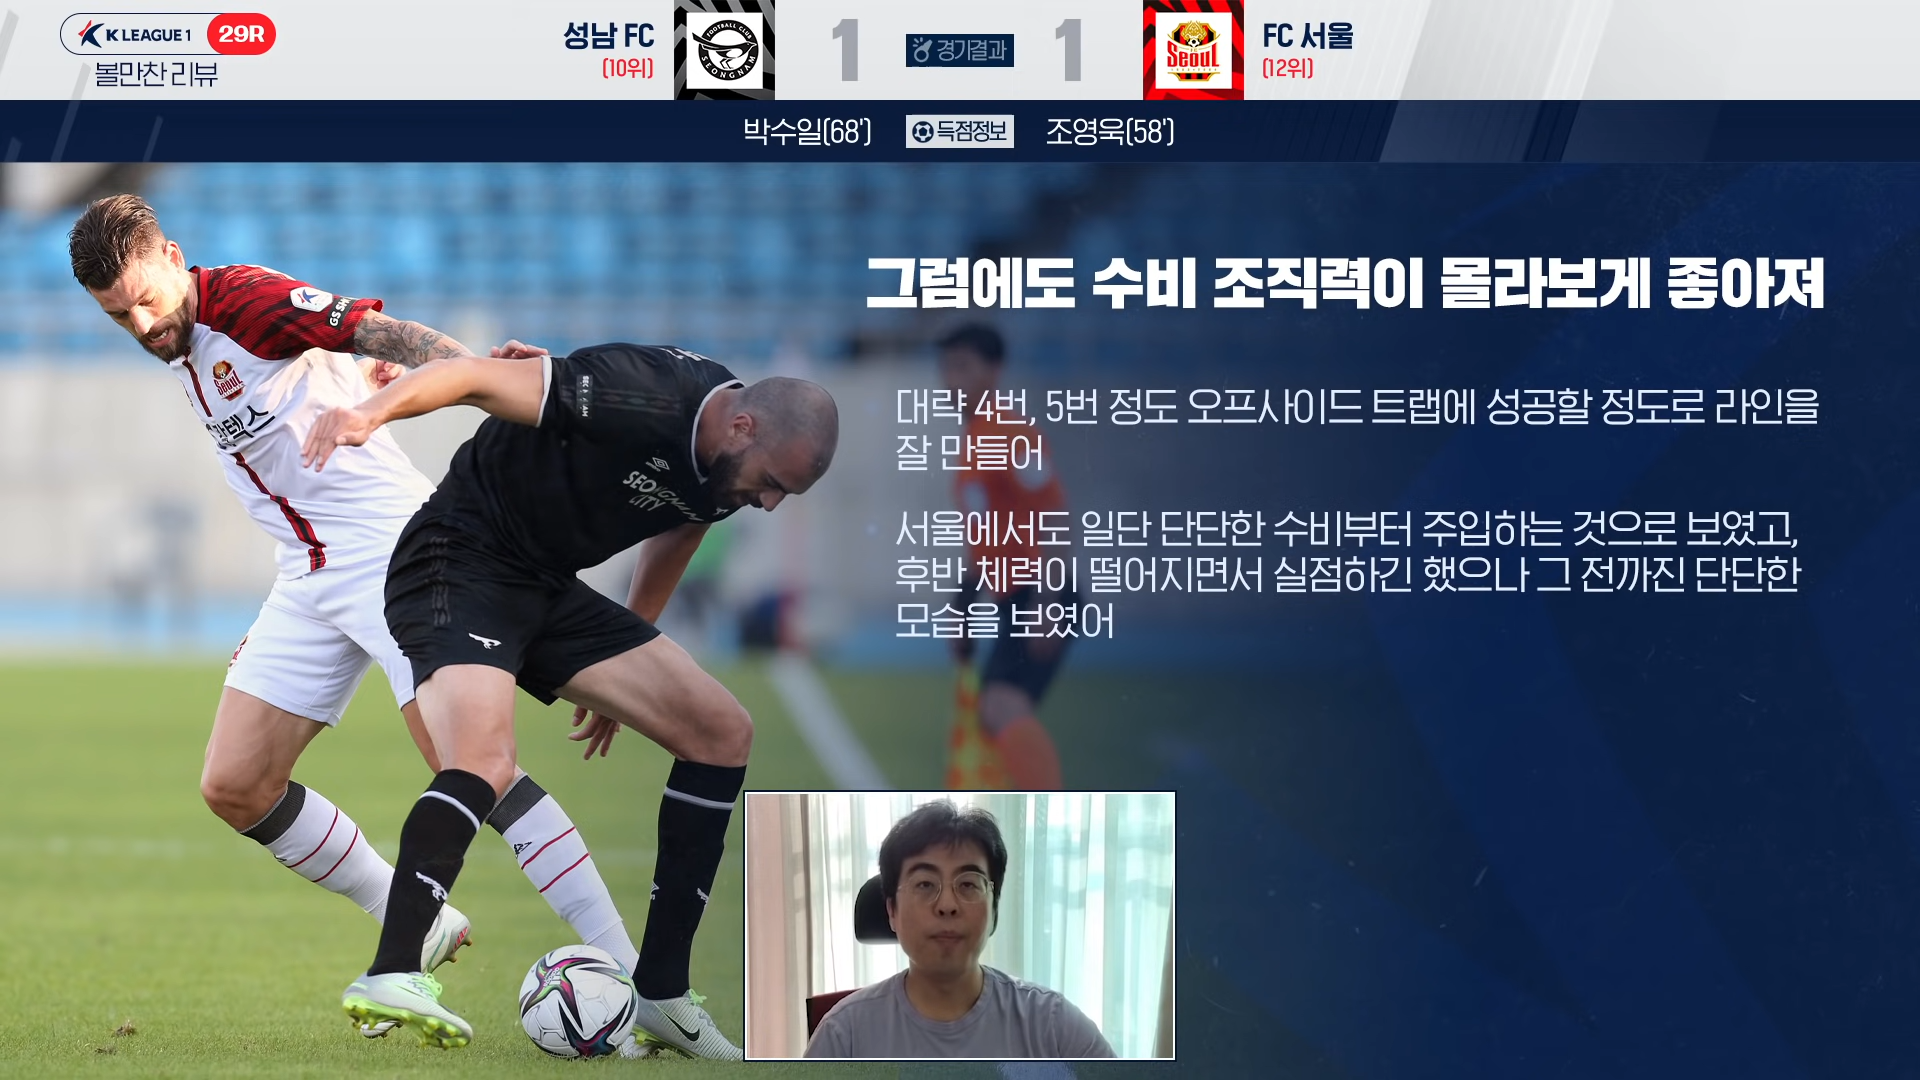 K LEAGUE 1 29R
볼만찬 리뷰
성남 FC
(10위)
FOOTBALL CLUB
SEONGNAM
1
경기결과
1
SEOUL
FC 서울
(12위)
박수일(68')
득점정보
조영욱(58')
그럼에도 수비 조직력이 몰라보게 좋아져
대략 4번, 5번 정도 오프사이드 트랩에 성공할 정도로 라인을
잘 만들어
서울에서도 일단 단단한 수비부터 주입하는 것으로 보였고,
후반 체력이 떨어지면서 실점하긴 했으나 그 전까진 단단한
모습을 보였어
SEOUL
SEONGNAM
CITY